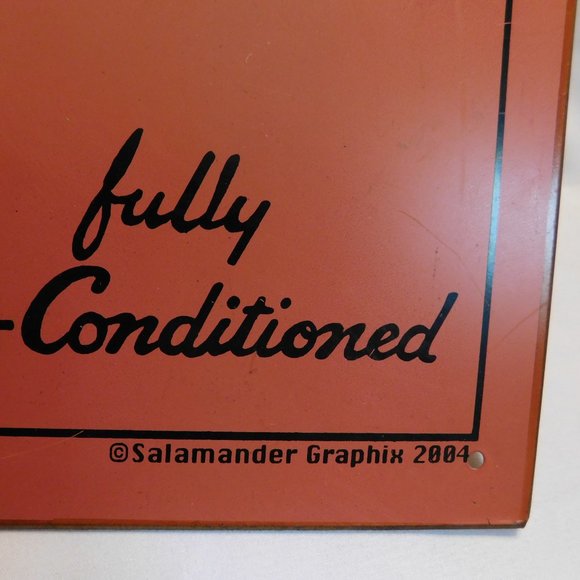 fully
-Conditioned
©Salamander Graphix 2004